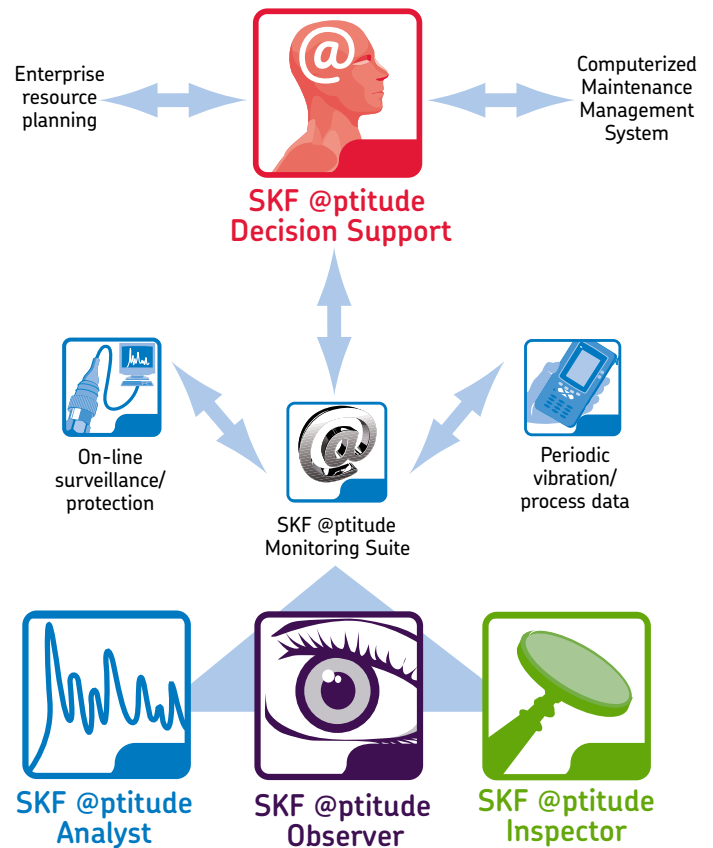 Enterprise
resource
planning
@
Computerized
Maintenance
Management
System
SKF @ptitude
Decision Support
On-line
surveillance/
protection
@
SKF @ptitude
Monitoring Suite
Periodic
vibration/
process data
SKF @ptitude
Analyst
SKF @ptitude
Observer
SKF @ptitude
Inspector